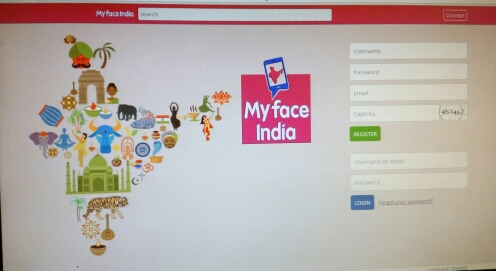 My face India
search
Connect
Username
Password
Email
Captcha
REGISTER
My face
India
Username or email
Password
LOGIN
Forgot your password?